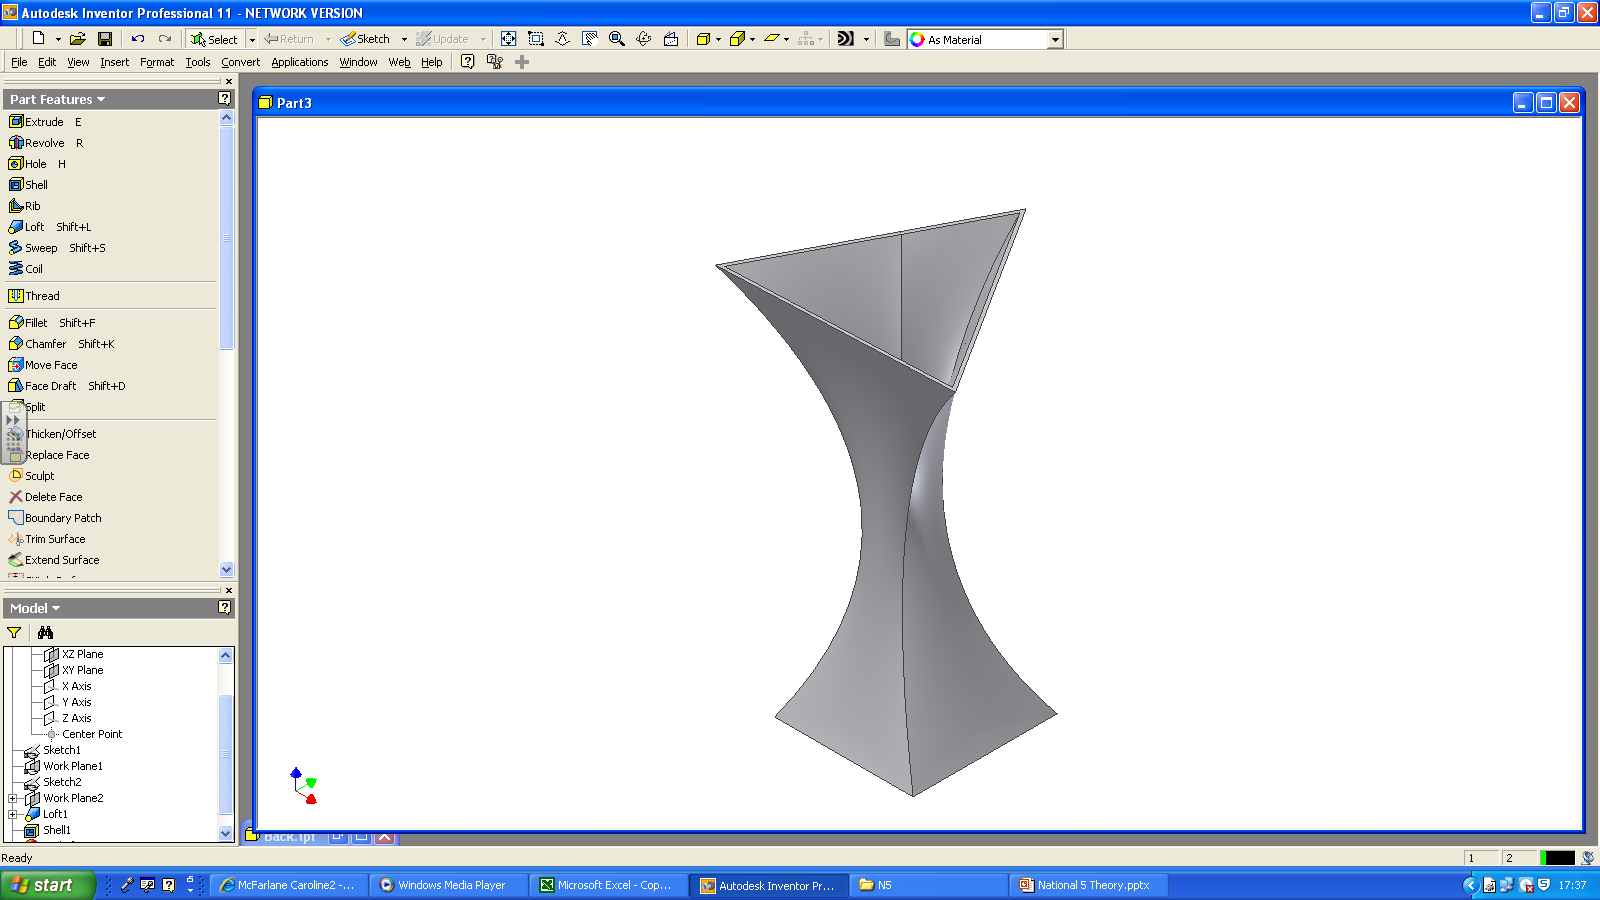 Autodesk Inventor Professional 11 - NETWORK VERSION
Select Return Sketch Update As Material
File Edit View Insert Format Tools Convert Applications Window Web Help
Part Features
Extrude E
Revolve R
Hole H
Shell
Rib
Loft Shift+L
Sweep Shift+S
Coil
Thread
Fillet Shift+F
Chamfer Shift+K
Move Face
Face Draft Shift+D
Split
Thicken/Offset
Replace Face
Sculpt
Delete Face
Boundary Patch
Trim Surface
Extend Surface
Model
XZ Plane
XY Plane
X Axis
Y Axis
Z Axis
Center Point
Sketch1
Work Plane1
Sketch2
Work Plane2
Loft1
Shell1
Part3
Back.ipt
Ready
1 2
start
McFarlane Caroline2 -...
Windows Media Player
Microsoft Excel - Cop...
Autodesk Inventor Pr...
N5
National 5 Theory.pptx
17:37